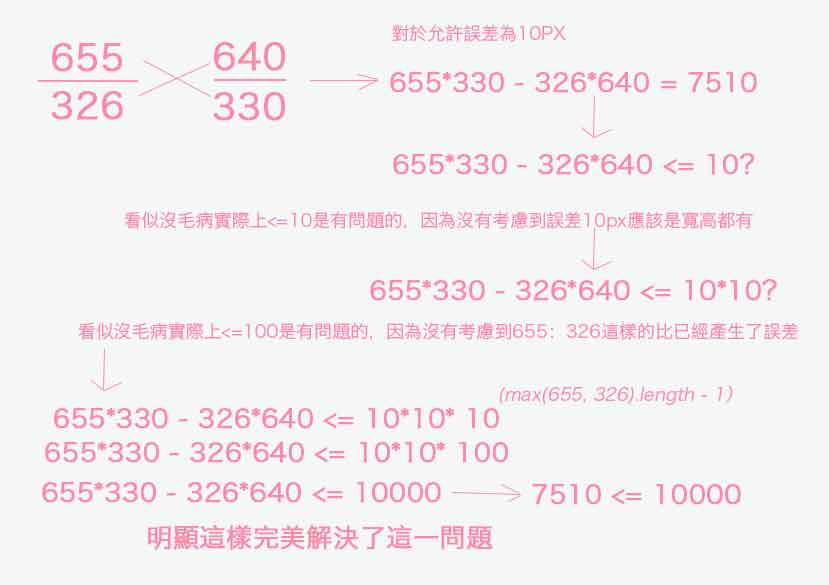 655 640
326 330
對於允許誤差為10PX
655*330 - 326*640 = 7510
655*330 - 326*640 <= 10?
看似沒毛病實際上<=10是有問題的，因為沒有考慮到誤差10px應該是寬高都有
655*330 - 326*640 <= 10*10?
看似沒毛病實際上<=100是有問題的，因為沒有考慮到655：326這樣的比已經產生了誤差
(max(655, 326).length - 1）
655*330 - 326*640 <= 10*10* 10
655*330 - 326*640 <= 10*10* 100
655*330 - 326*640 <= 10000 7510 <= 10000
明顯這樣完美解決了這一問題